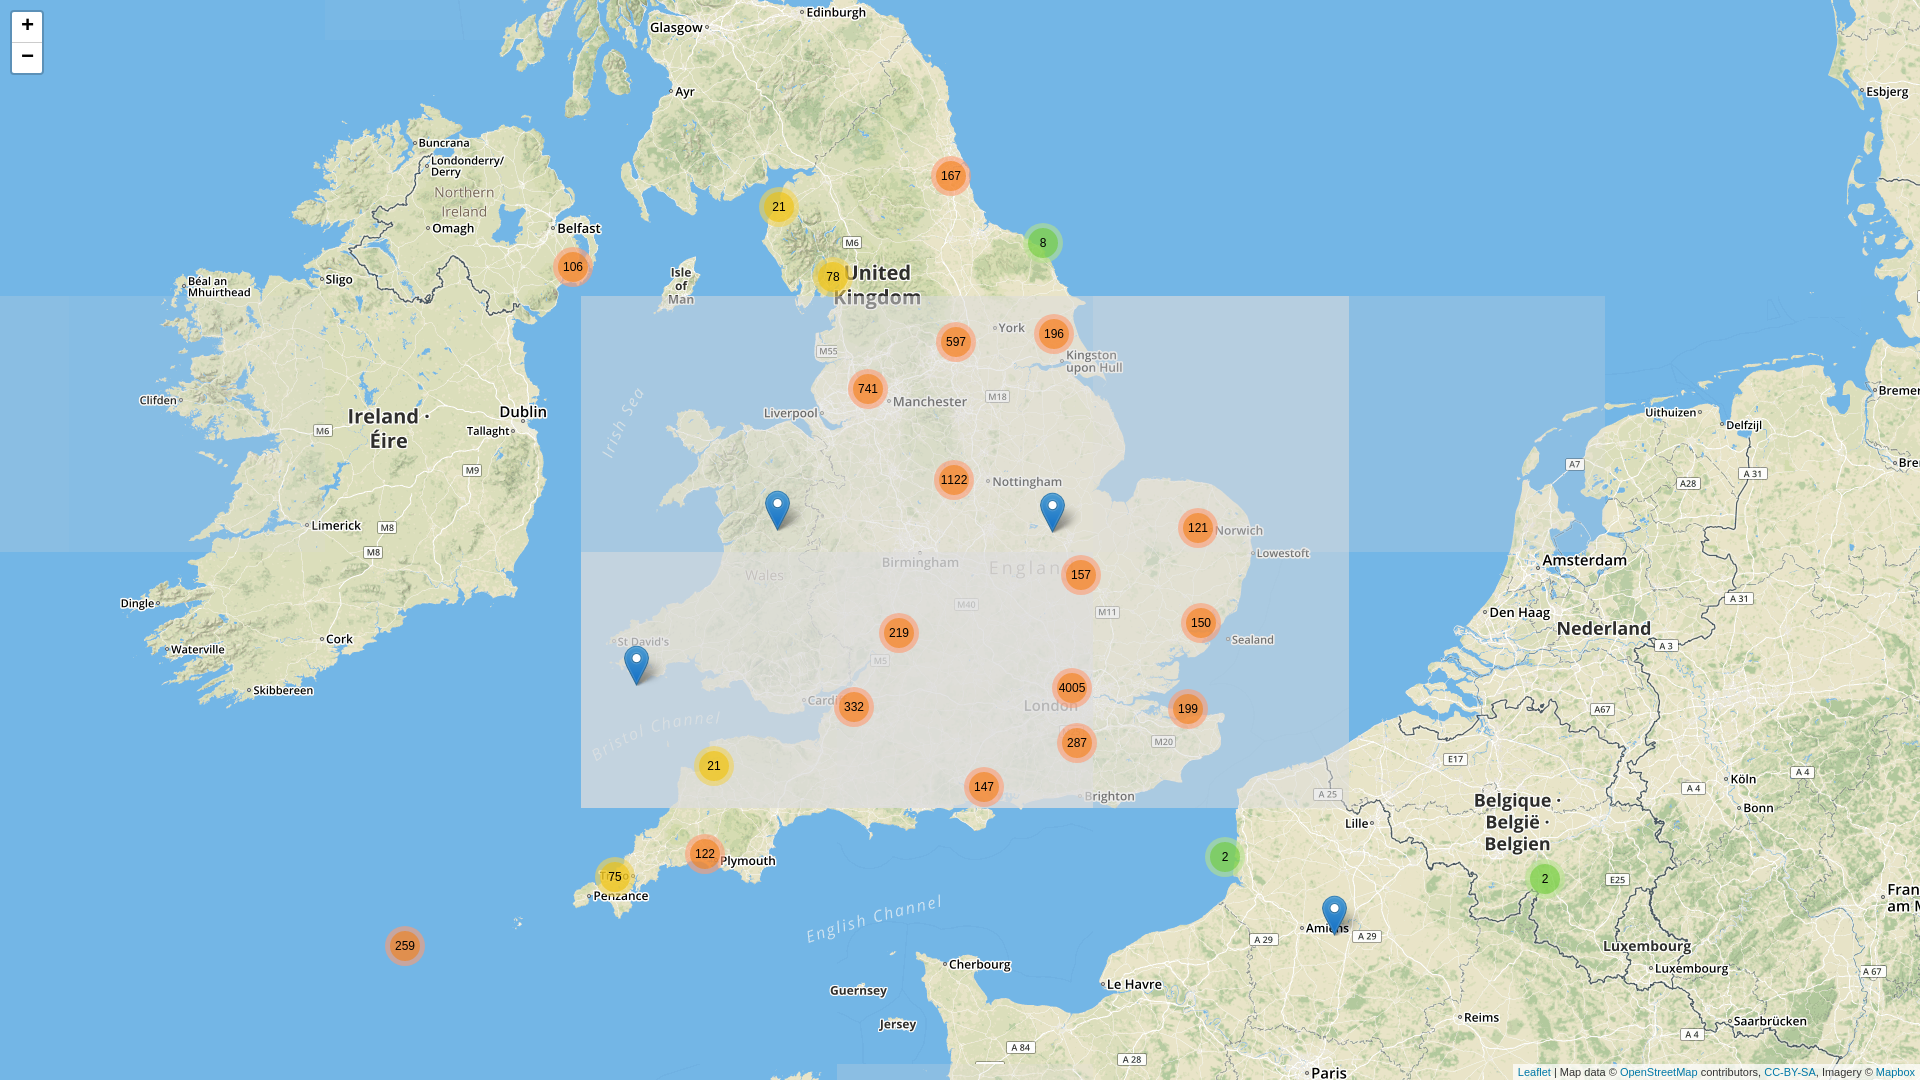 +
−
Glasgow
Edinburgh
Ayr
Esbjerg
Buncrana
Londonderry/
Derry
Northern
Ireland
Omagh
Belfast
167
21
M6
8
106
Isle
of
Man
78
United
Kingdom
Sligo
Béal an
Mhuirthead
York
196
597
M55
Kingston
upon Hull
741
Manchester
M18
Clifden
Liverpool
Irish Sea
Dublin
Tallaght
Ireland ·
Éire
M6
M9
Uithuizen
Delfzijl
Bremer
Bre
A7
A 31
A28
1122
Nottingham
121
Norwich
Lowestoft
Limerick
M8
M8
Birmingham
Wales
Englan
157
Amsterdam
A 31
Dingle
M40
M11
Den Haag
Nederland
150
Sealand
219
St David's
M5
Cork
Waterville
A 3
Skibbereen
4005
London
Cardi
332
199
A67
Bristol Channel
287
M20
E17
21
147
Brighton
A 25
A 4
Köln
A 4
Bonn
Belgique ·
België ·
Belgien
Lille
122
Plymouth
2
75
Penzance
2
E25
Fran
am M
English Channel
Amiens
A 29
A 29
259
Luxembourg
Luxembourg
A 67
Cherbourg
Guernsey
Le Havre
Jersey
Reims
Saarbrücken
A 4
A 84
A 28
Paris
Leaflet | Map data © OpenStreetMap contributors, CC-BY-SA, Imagery © Mapbox